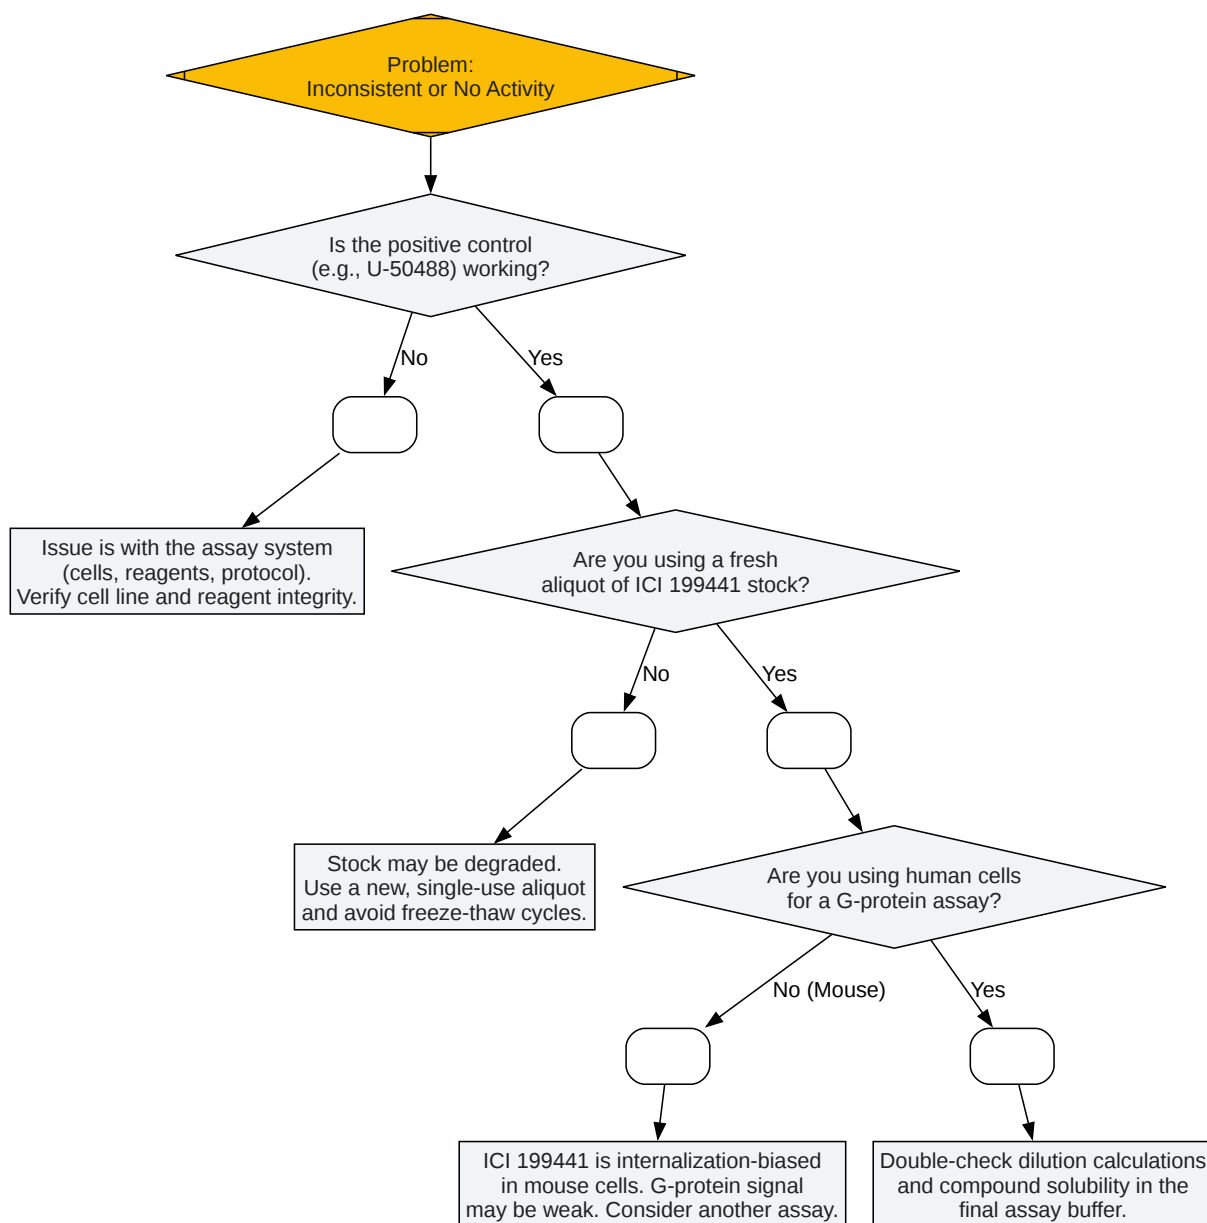 Problem:
Inconsistent or No Activity
Is the positive control
(e.g., U-50488) working?
No
Yes
Issue is with the assay system
(cells, reagents, protocol).
Verify cell line and reagent integrity.
Are you using a fresh
aliquot of ICI 199441 stock?
No
Yes
Stock may be degraded.
Use a new, single-use aliquot
and avoid freeze-thaw cycles.
Are you using human cells
for a G-protein assay?
No (Mouse)
Yes
ICI 199441 is internalization-biased
in mouse cells. G-protein signal
may be weak. Consider another assay.
Double-check dilution calculations
and compound solubility in the
final assay buffer.